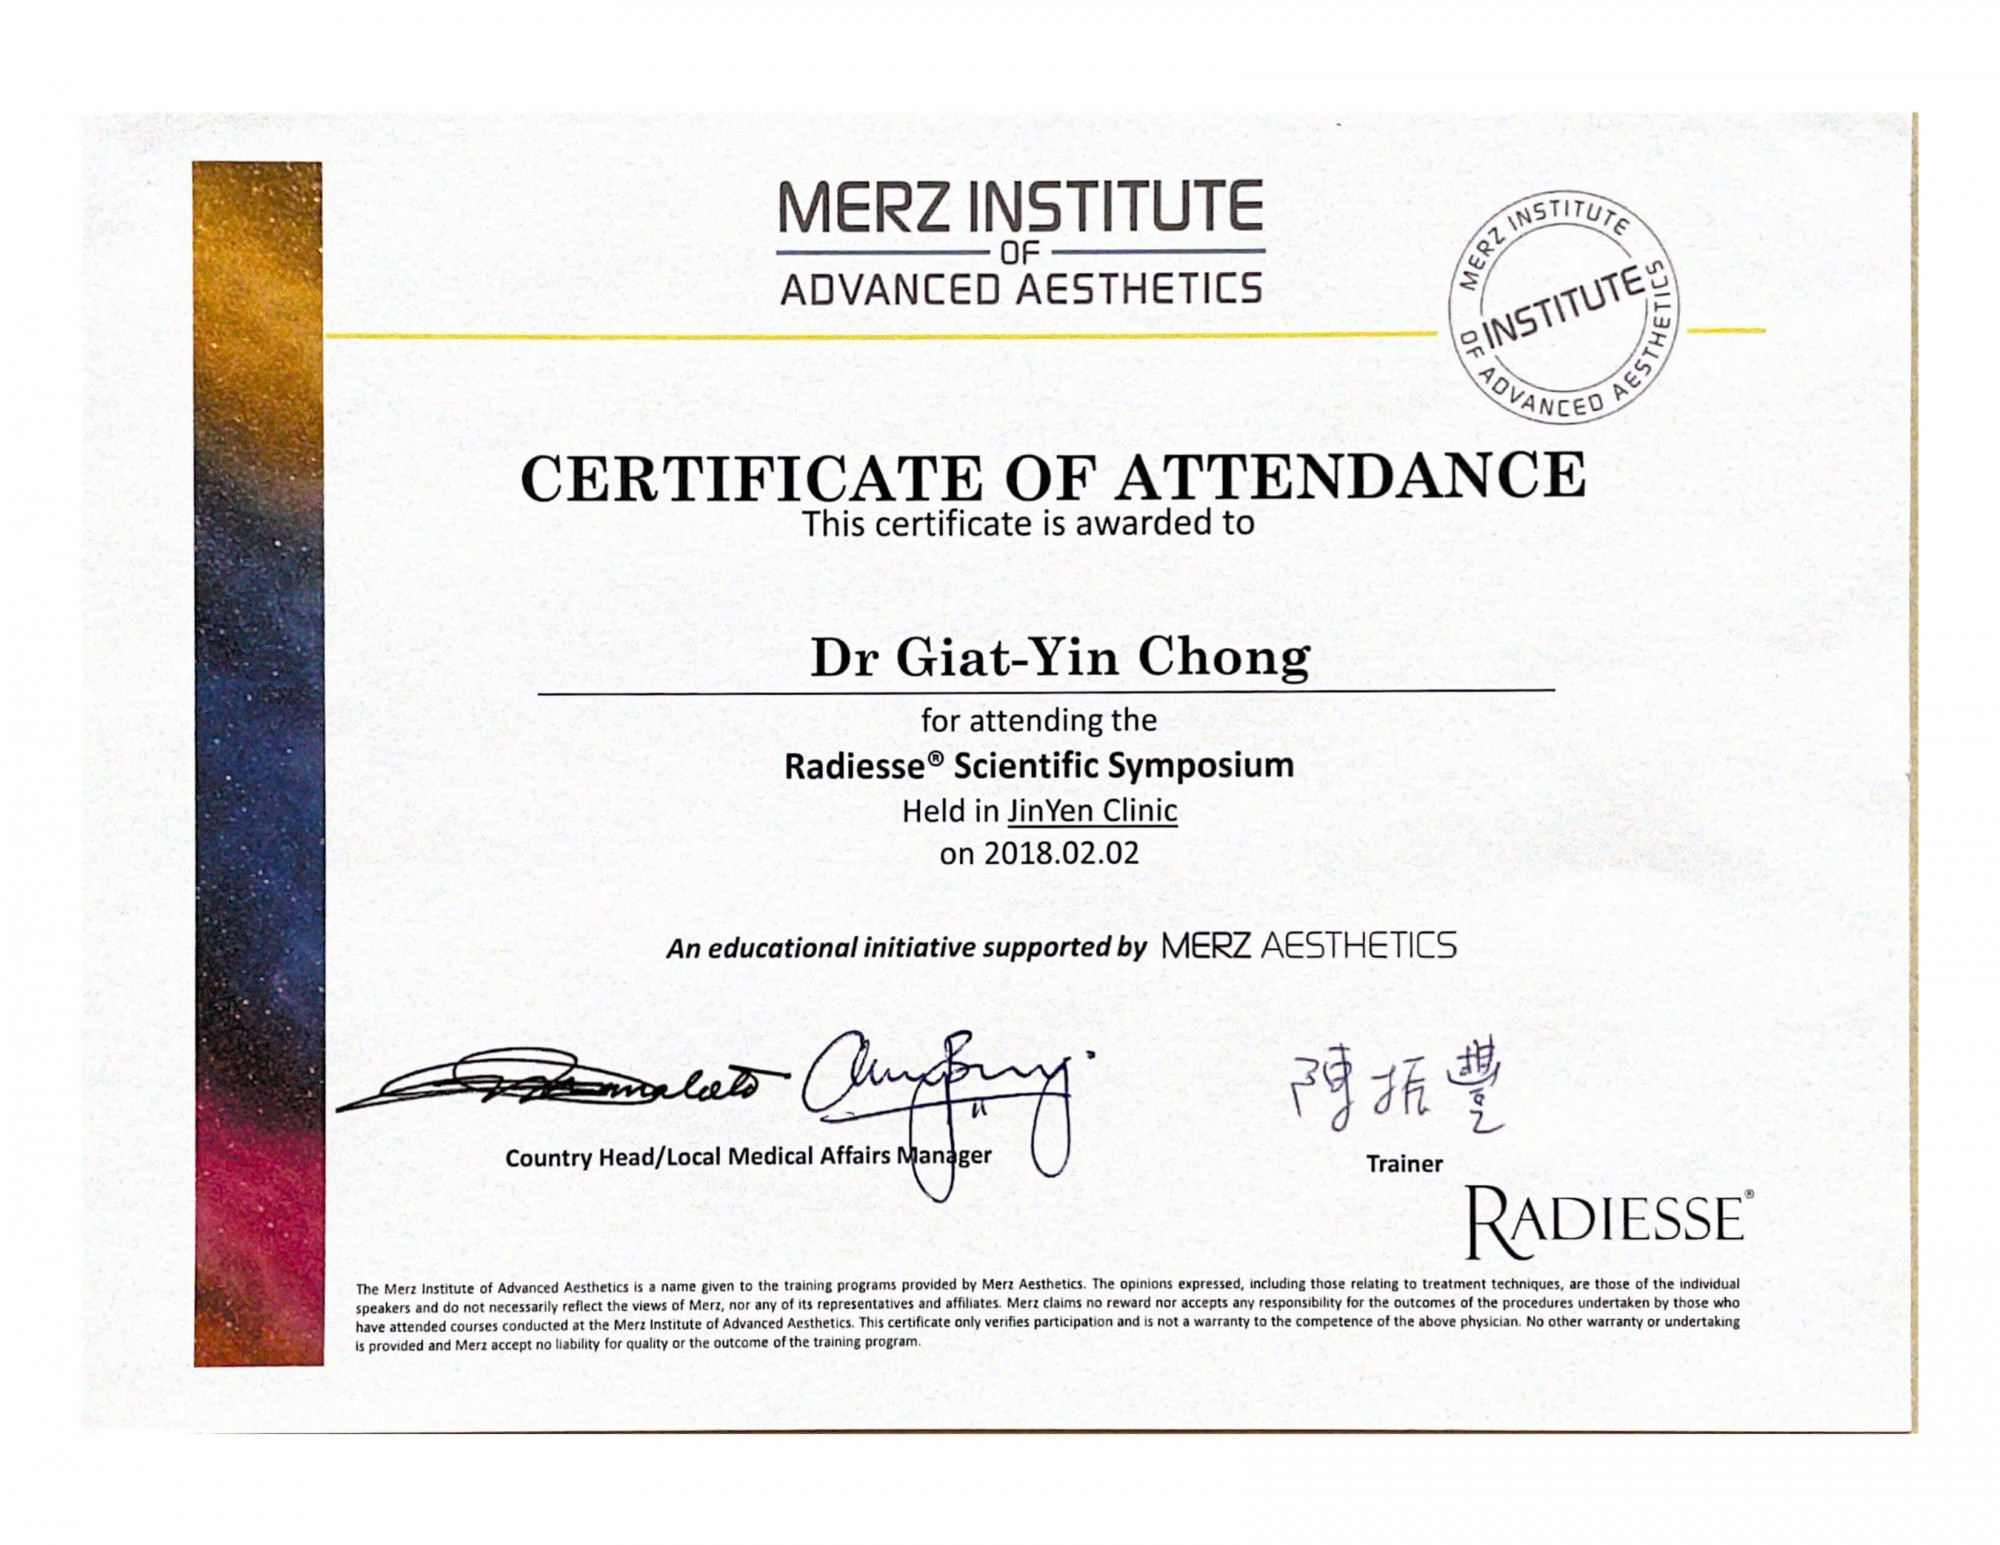 MERZ INSTITUTE
OF
ADVANCED AESTHETICS
MERZ INSTITUTE
INSTITUTE
OF ADVANCED AESTHETICS
CERTIFICATE OF ATTENDANCE
This certificate is awarded to
Dr Giat-Yin Chong
for attending the
Radiesse® Scientific Symposium
Held in JinYen Clinic
on 2018.02.02
An educational initiative supported by MERZ AESTHETICS
陳振豐
Country Head/Local Medical Affairs Manager
Trainer
RADIESSE®
The Merz Institute of Advanced Aesthetics is a name given to the training programs provided by Merz Aesthetics. The opinions expressed, including those relating to treatment techniques, are those of the individual
speakers and do not necessarily reflect the views of Merz, nor any of its representatives and affiliates. Merz claims no reward nor accepts any responsibility for the outcomes of the procedures undertaken by those who
have attended courses conducted at the Merz Institute of Advanced Aesthetics. This certificate only verifies participation and is not a warranty to the competence of the above physician. No other warranty or undertaking
is provided and Merz accept no liability for quality or the outcome of the training program.